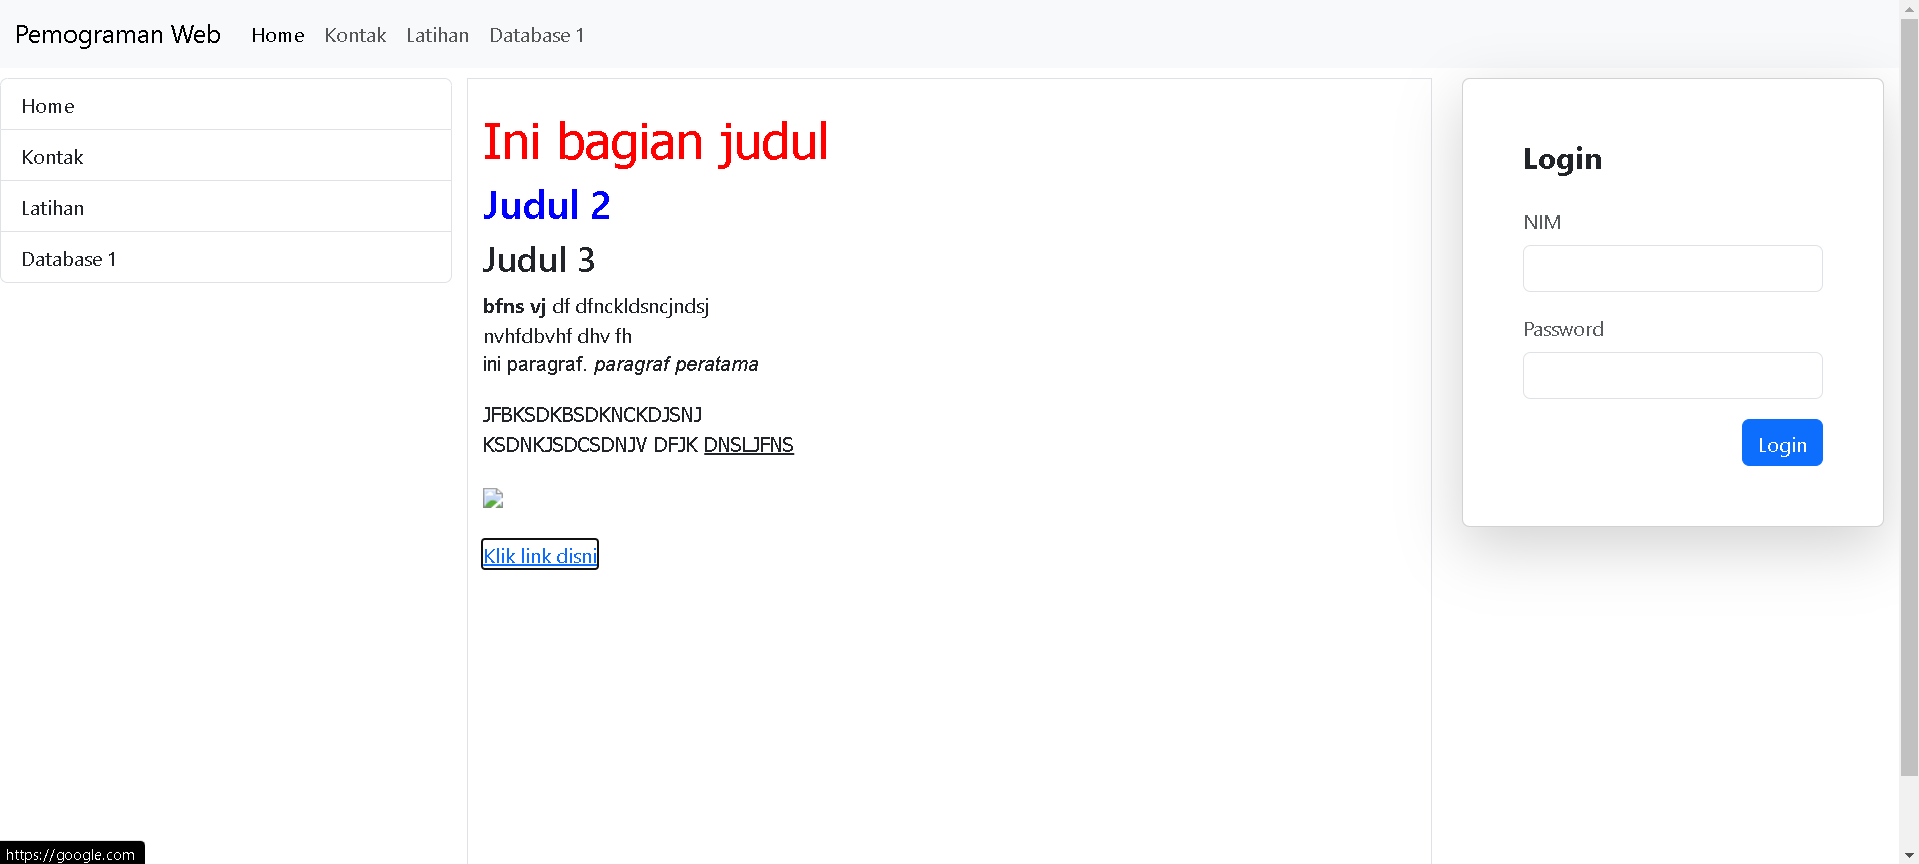 Pemograman Web Home Kontak Latihan Database 1
Home
Kontak
Latihan
Database 1
Ini bagian judul
Judul 2
Judul 3
bfns vj df dfnckldsncjndsj
nvhfdbvhf dhv fh
ini paragraf. paragraf peratama
JFBKSDKBSDKNCKDJSNJ
KSDNKJSDCSDNJV DFJK DNSLJFNS
Klik link disni
Login
NIM
Password
Login
https://google.com